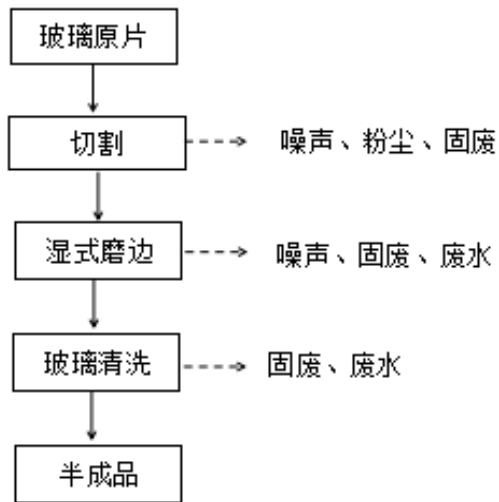 玻璃原片
切割
噪声、粉尘、固废
湿式磨边
噪声、固废、废水
玻璃清洗
固废、废水
半成品